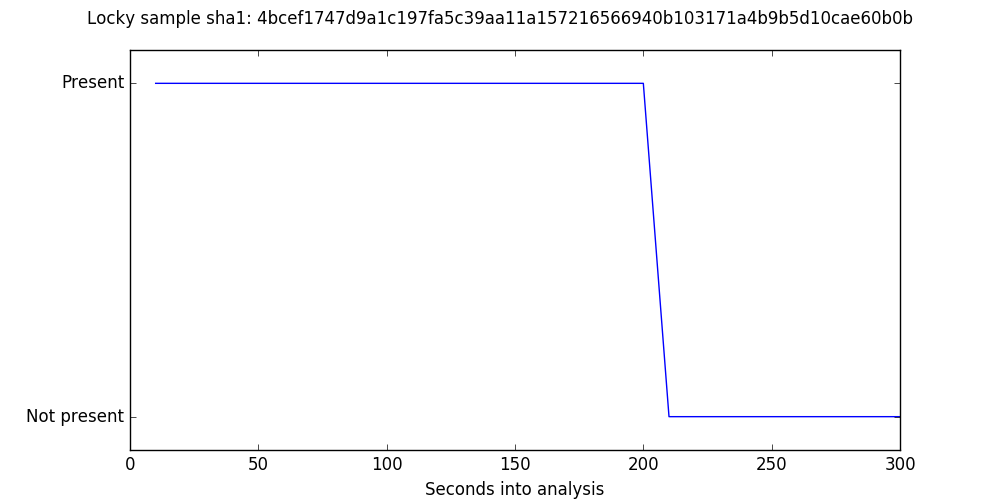 Locky sample sha1: 4bcef1747d9a1c197fa5c39aa11a157216566940b103171a4b9b5d10cae60b0b
Present
Not present
0 50 100 150 200 250 300
Seconds into analysis